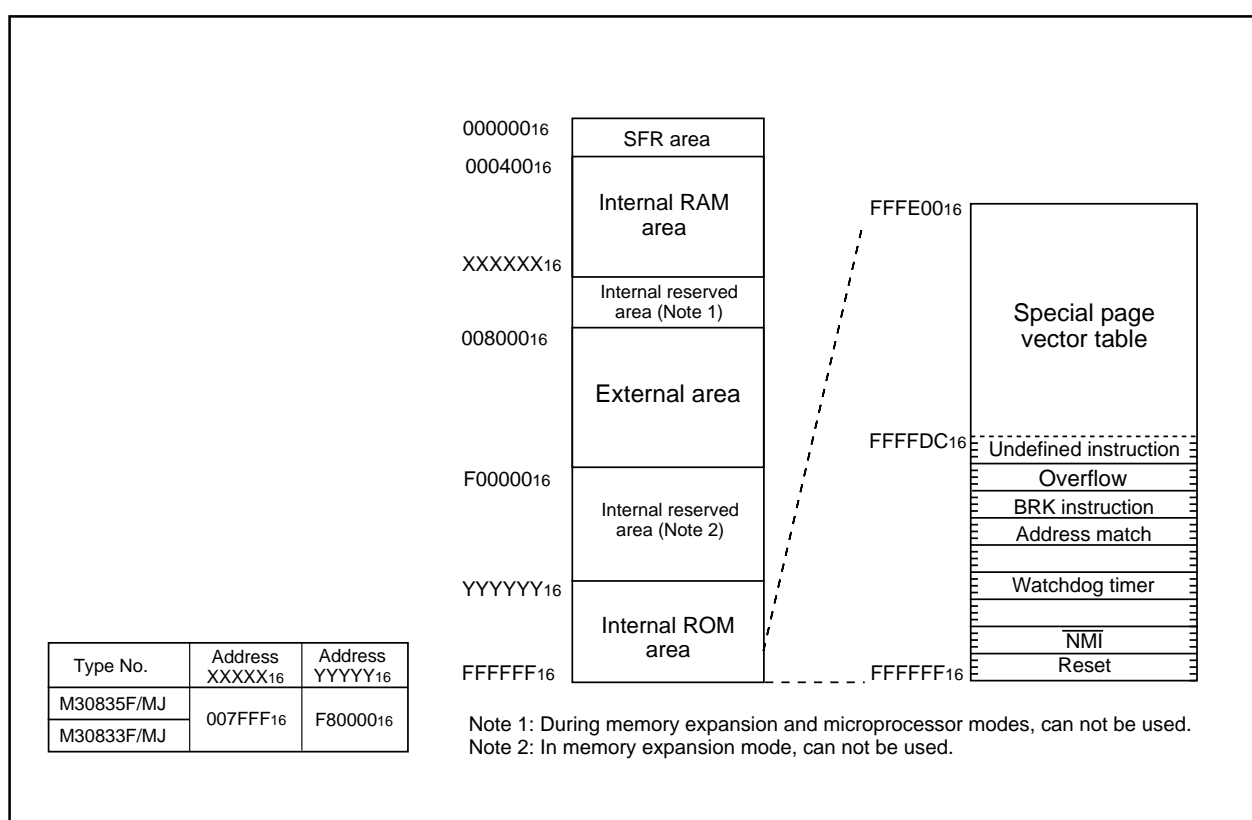 00000016
SFR area
00040016
Internal RAM
area
XXXXXX16
Internal reserved
area (Note 1)
00800016
External area
F0000016
Internal reserved
area (Note 2)
YYYYYY16
Internal ROM
area
FFFFFF16
FFFE0016
Special page
vector table
FFFFDC16
Undefined instruction
Overflow
BRK instruction
Address match
Watchdog timer
NMI
Reset
FFFFFF16
Type No.
Address
XXXXX16
Address
YYYYY16
M30835F/MJ
M30833F/MJ
007FFF16
F8000016
Note 1: During memory expansion and microprocessor modes, can not be used.
Note 2: In memory expansion mode, can not be used.